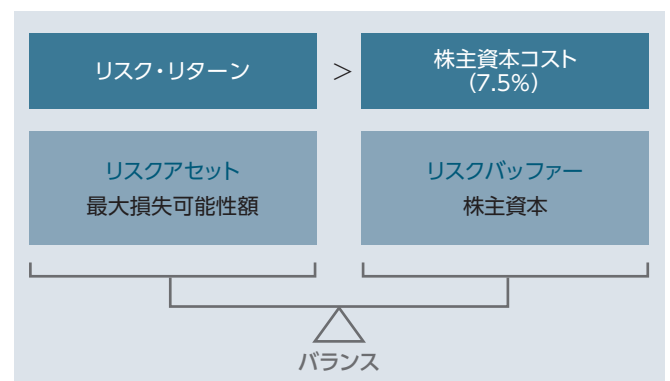 リスク・リターン
>
株主資本コスト
(7.5%)
リスクアセット
最大損失可能性額
リスクバッファー
株主資本
バランス